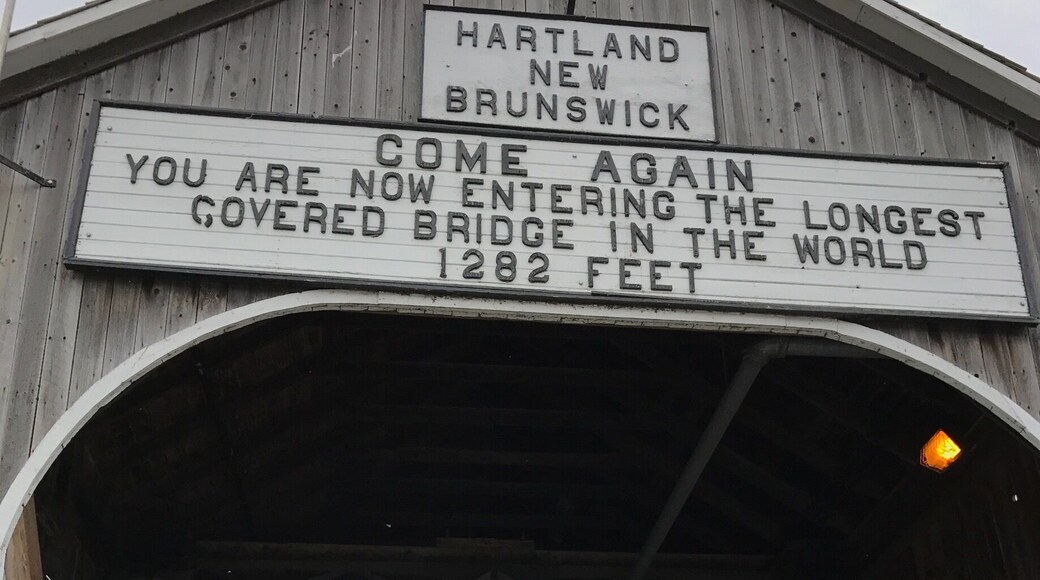 HARTLAND
NEW
BRUNSWICK
COME AGAIN
YOU ARE NOW ENTERING THE LONGEST
COVERED BRIDGE IN THE WORLD
1282 FEET